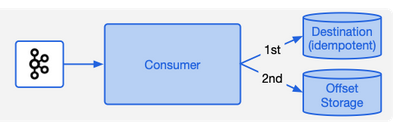 Consumer
1st
Destination
(idempotent)
2nd
Offset
Storage